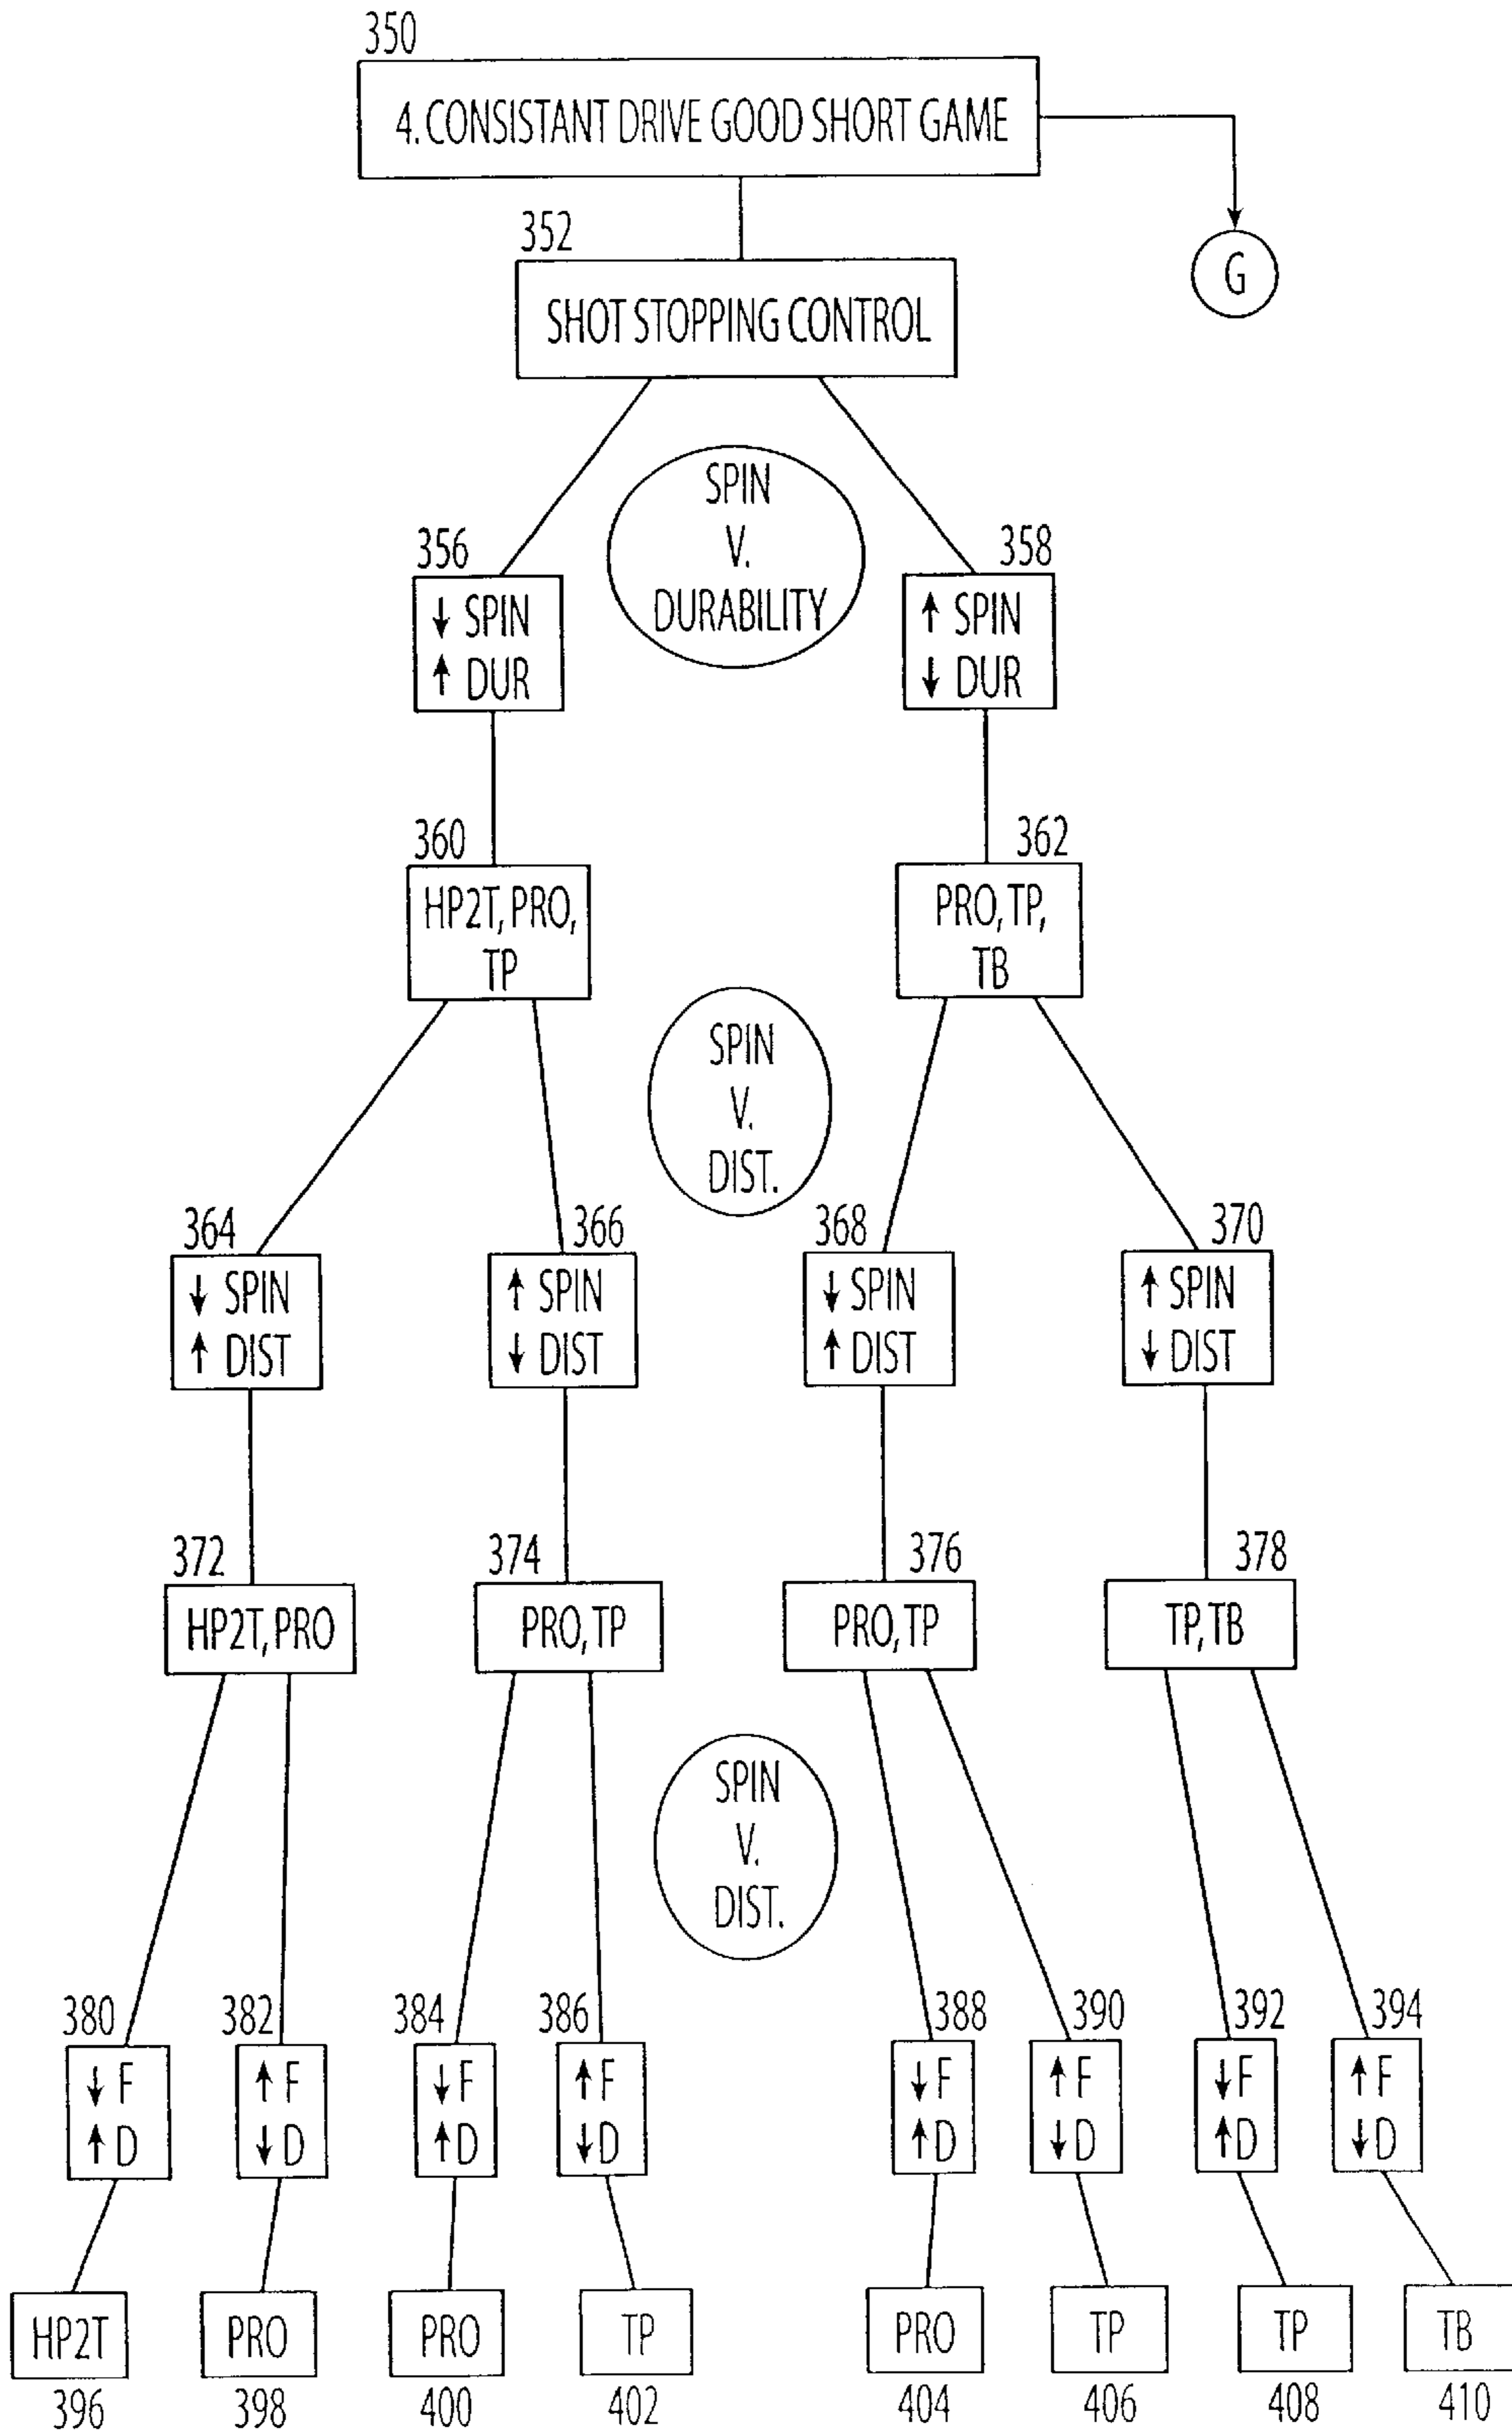 350
4. CONSISTANT DRIVE GOOD SHORT GAME
G
352
SHOT STOPPING CONTROL
SPIN
V.
DURABILITY
356
↓ SPIN
↑ DUR
358
↑ SPIN
↓ DUR
360
HP2T, PRO,
TP
362
PRO, TP,
TB
SPIN
V.
DIST.
364
↓ SPIN
↑ DIST
366
↑ SPIN
↓ DIST
368
↓ SPIN
↑ DIST
370
↑ SPIN
↓ DIST
372
HP2T, PRO
374
PRO, TP
376
PRO, TP
378
TP, TB
SPIN
V.
DIST.
380
↓ F
↑ D
382
↑ F
↓ D
384
↓ F
↑ D
386
↑ F
↓ D
388
↓ F
↑ D
390
↑ F
↓ D
392
↓ F
↑ D
394
↑ F
↓ D
HP2T
396
PRO
398
PRO
400
TP
402
PRO
404
TP
406
TP
408
TB
410